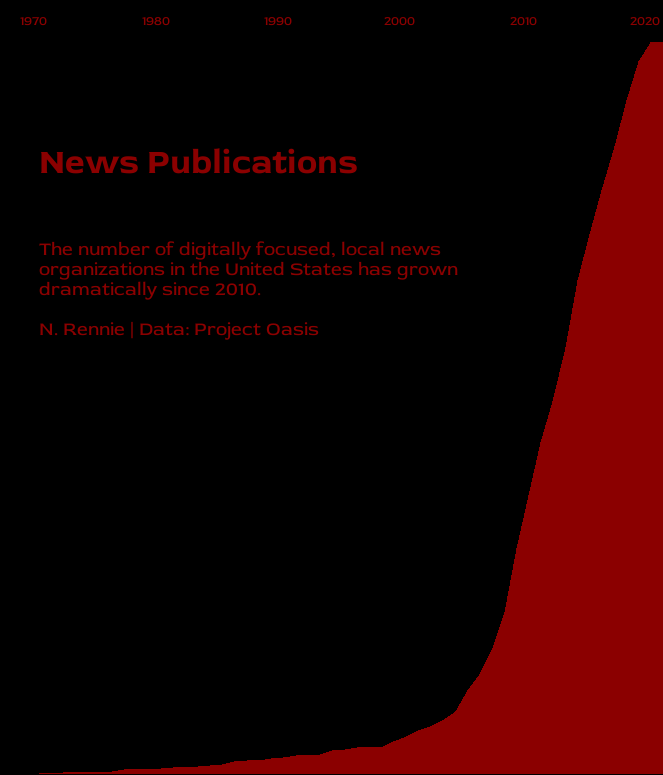 1970 1980 1990 2000 2010 2020
News Publications
The number of digitally focused, local news
organizations in the United States has grown
dramatically since 2010.
N. Rennie | Data: Project Oasis